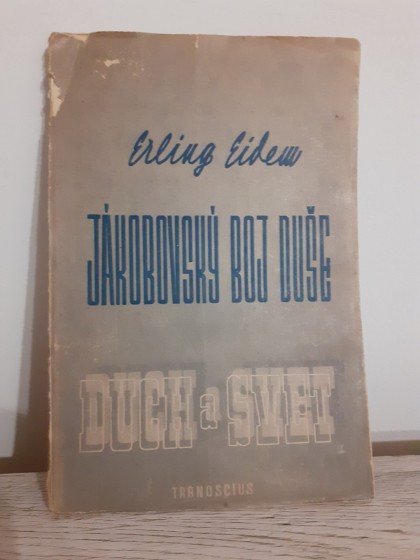 Erling Eidem
JÁKOBOVSKÝ BOJ DUŠE
DUCH a SVET
TRANOSCIUS